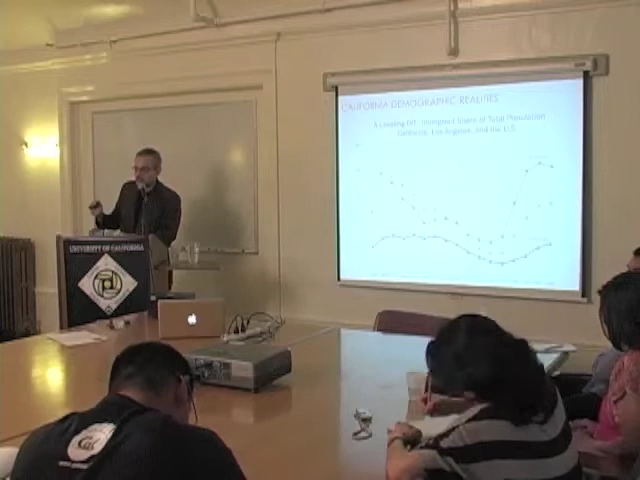 CALIFORNIA DEMOGRAPHIC REALITIES
A Leveling Off: Immigrant Share of Total Population
California, Los Angeles, and the U.S.
UNIVERSITY OF CALIFORNIA